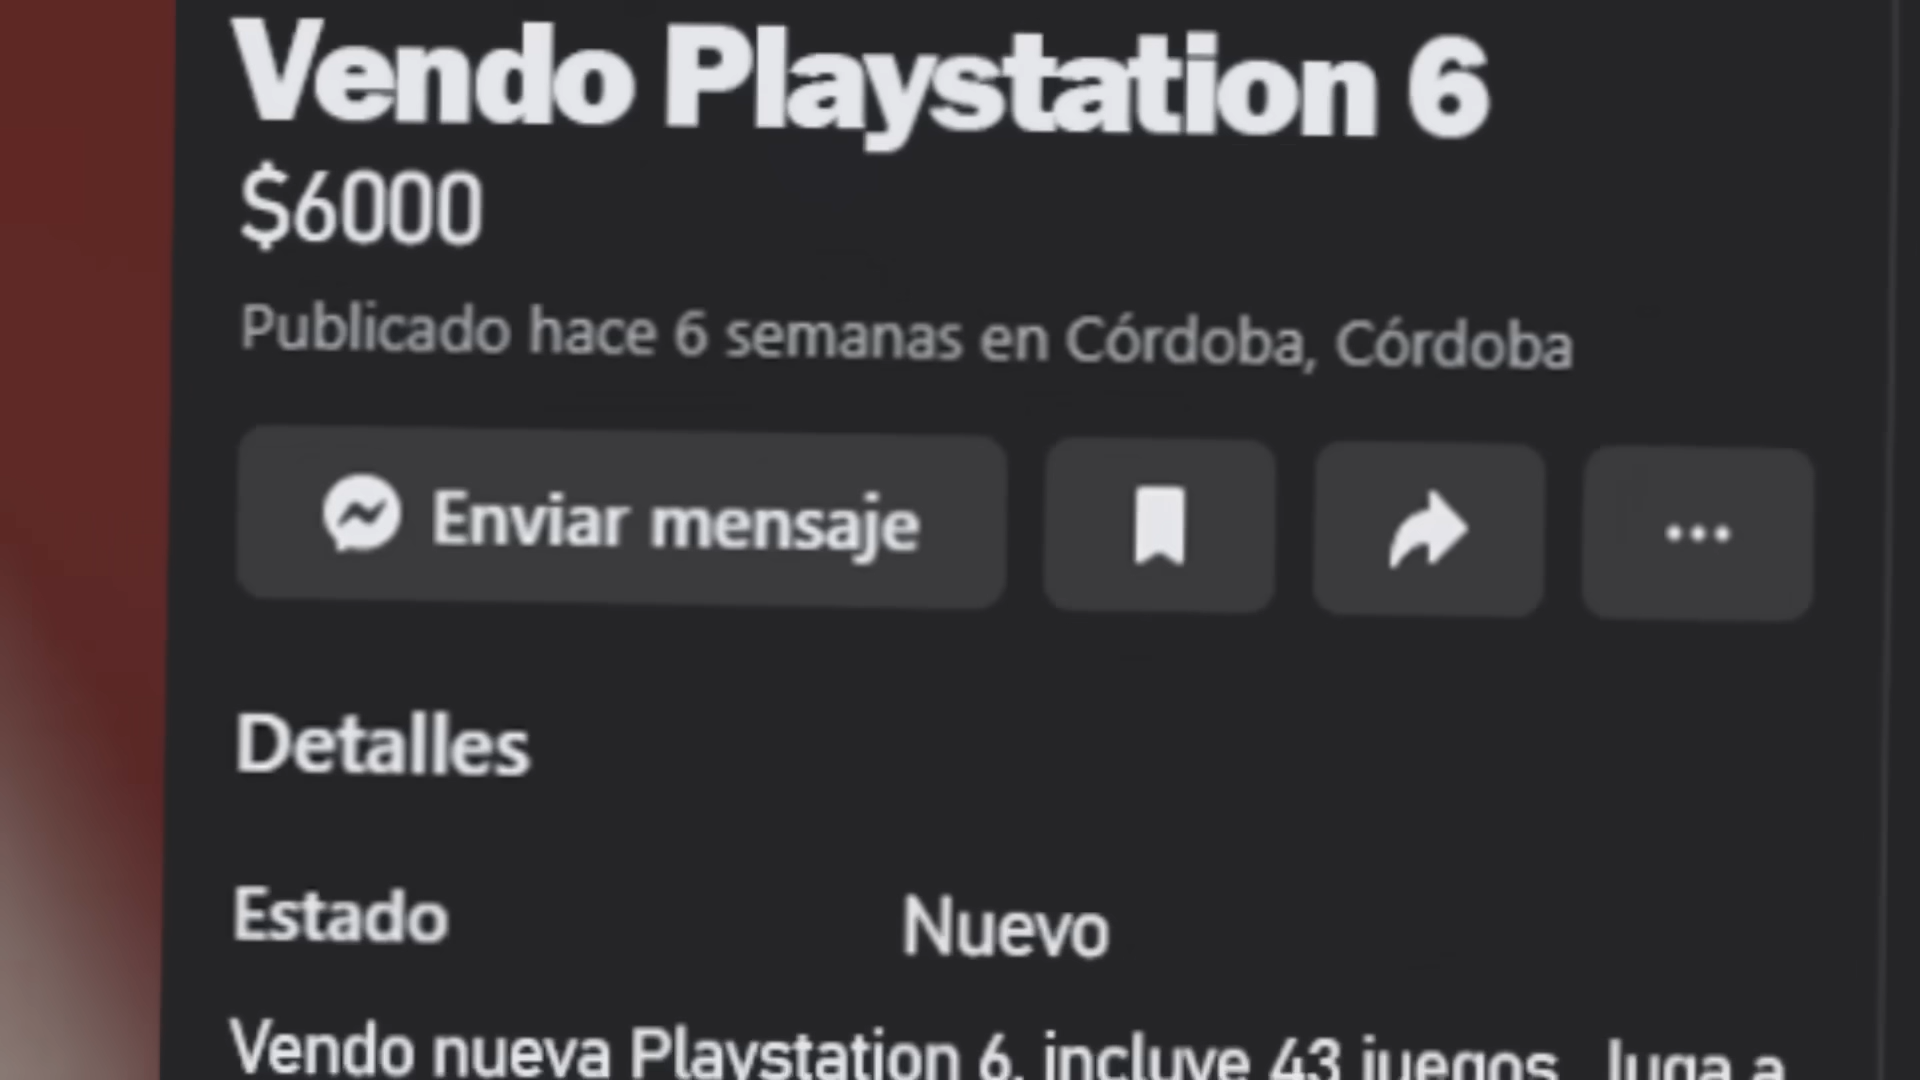 Vendo Playstation 6
$6000
Publicado hace 6 semanas en Córdoba, Córdoba
Enviar mensaje
Detalles
Estado
Nuevo
Vendo nueva Playstation 6, incluye 43 juegos. Juga a